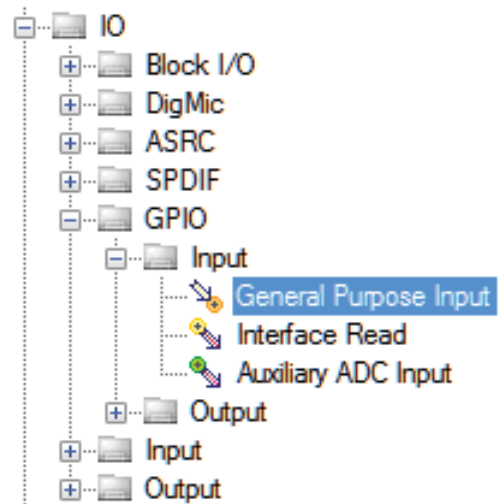 IO
Block I/O
DigMic
ASRC
SPDIF
GPIO
Input
General Purpose Input
Interface Read
Auxiliary ADC Input
Output
Input
Output